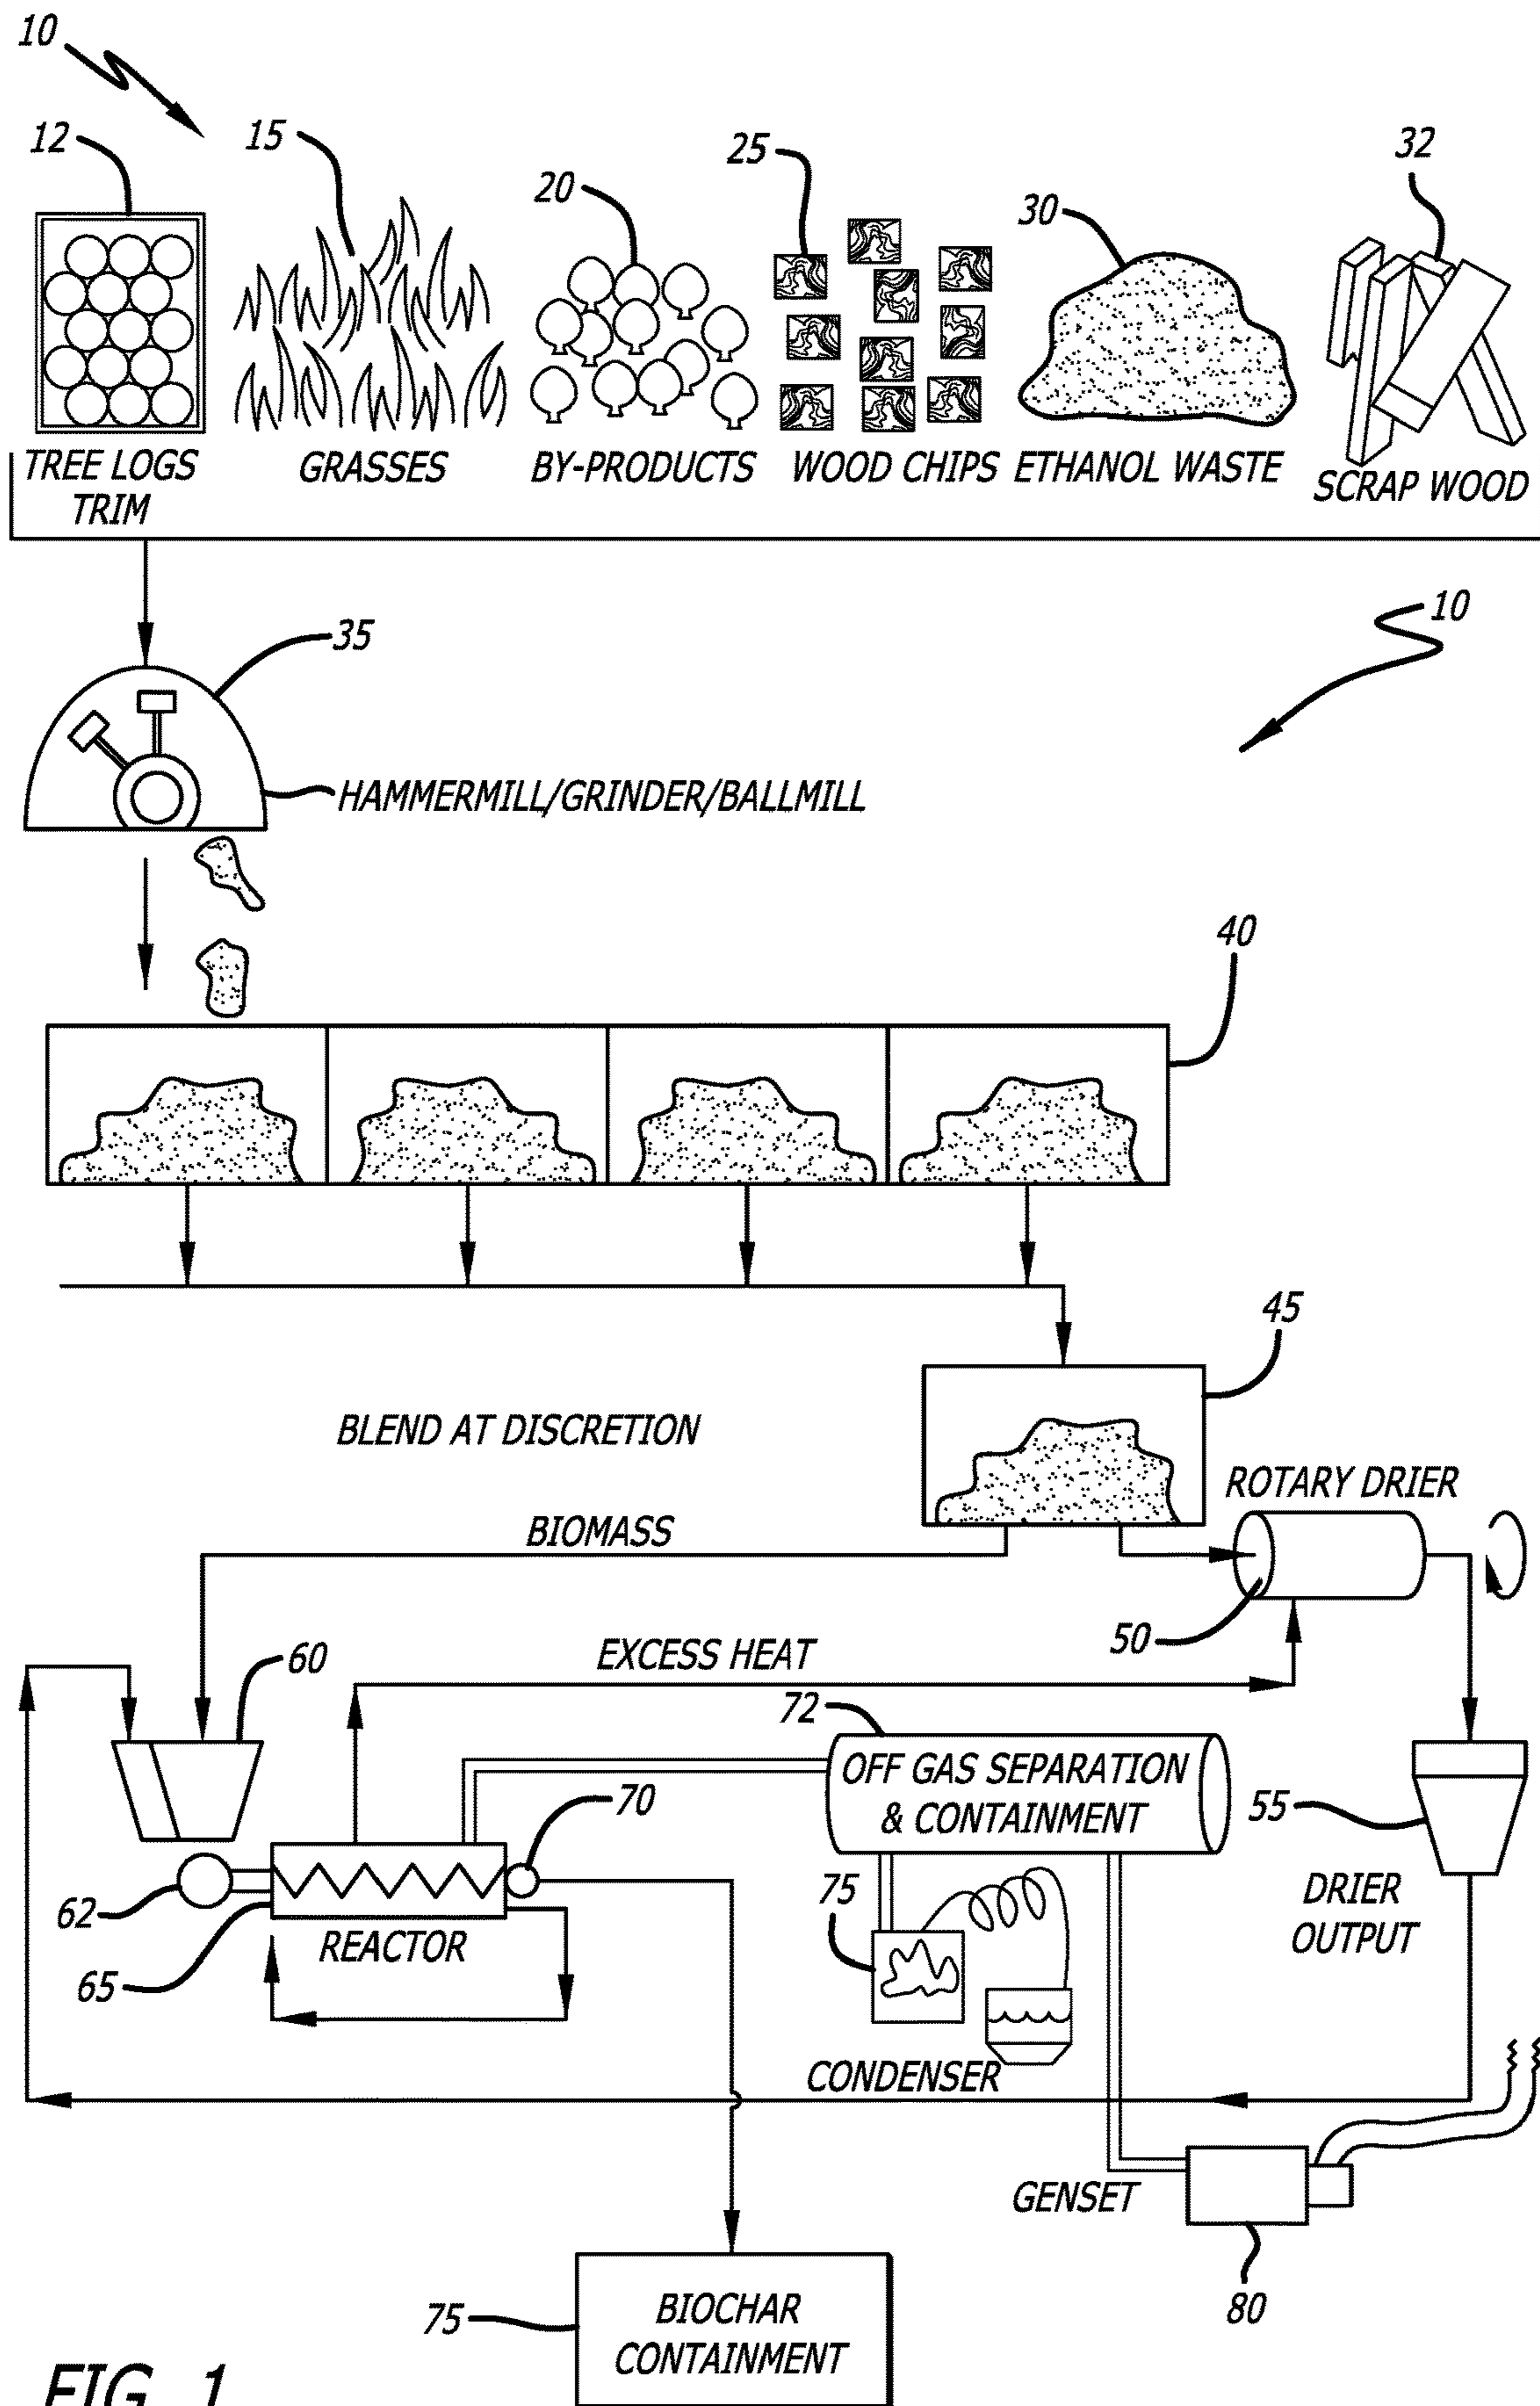 10
12
15
20
25
30
32
TREE LOGS
TRIM
GRASSES
BY-PRODUCTS
WOOD CHIPS
ETHANOL WASTE
SCRAP WOOD
10
35
HAMMERMILL/GRINDER/BALLMILL
40
45
BLEND AT DISCRETION
ROTARY DRIER
BIOMASS
50
EXCESS HEAT
60
72
OFF GAS SEPARATION
& CONTAINMENT
70
55
75
62
DRIER
OUTPUT
REACTOR
65
CONDENSER
GENSET
80
75
BIOCHAR
CONTAINMENT
FIG. 1